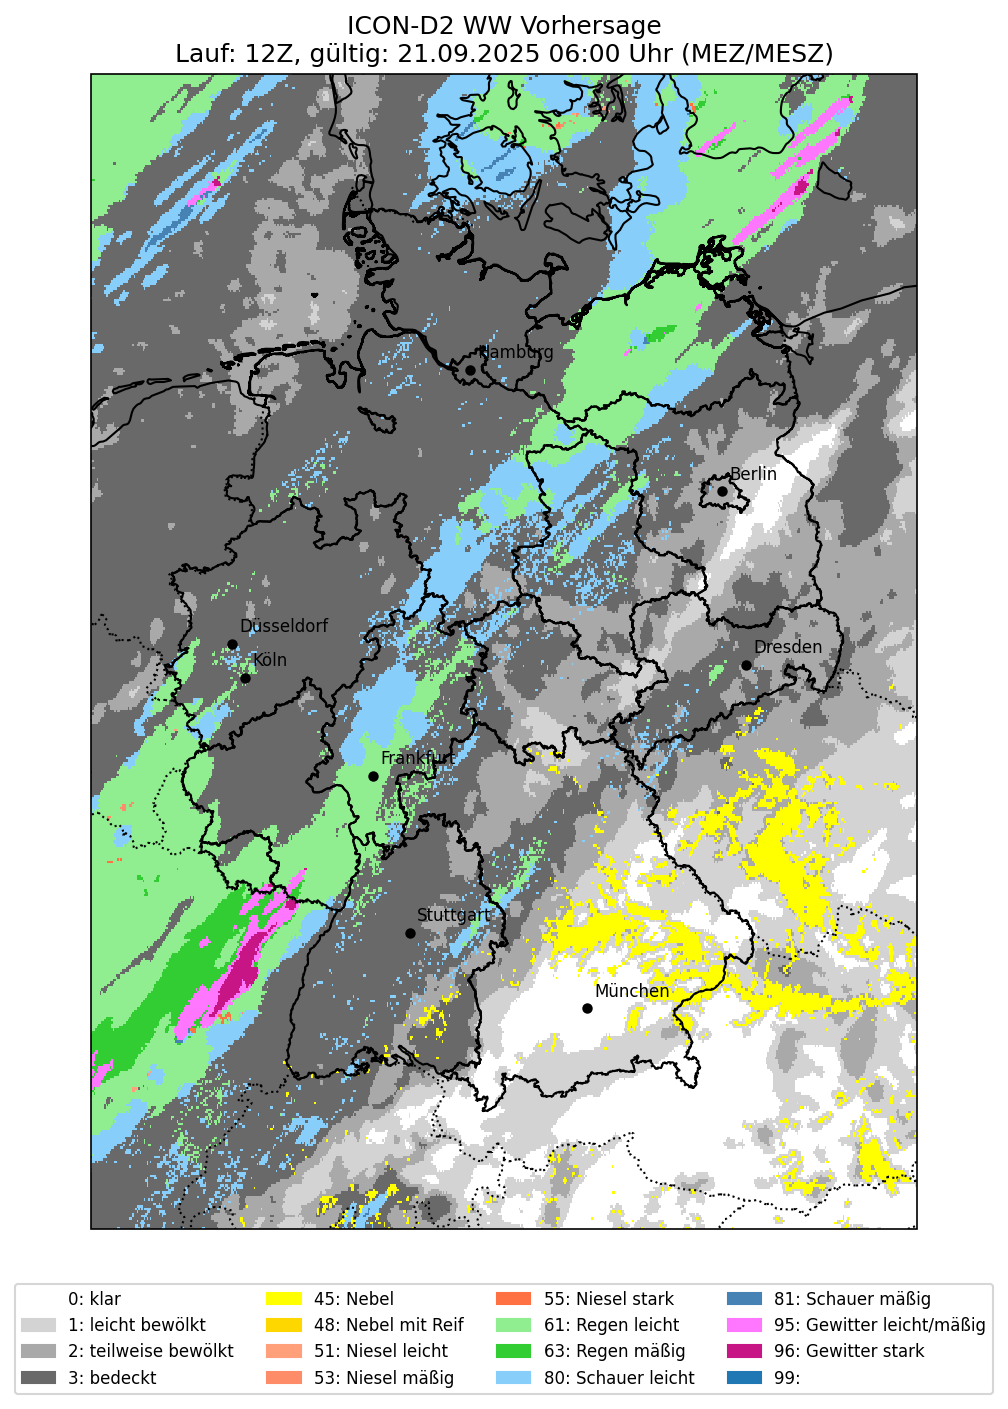 ICON-D2 WW Vorhersage
Lauf: 12Z, gültig: 21.09.2025 06:00 Uhr (MEZ/MESZ)
Hamburg
Berlin
Düsseldorf
Köln
Dresden
Frankfurt
Stuttgart
München
0: klar
1: leicht bewölkt
2: teilweise bewölkt
3: bedeckt
45: Nebel
48: Nebel mit Reif
51: Niesel leicht
53: Niesel mäßig
55: Niesel stark
61: Regen leicht
63: Regen mäßig
80: Schauer leicht
81: Schauer mäßig
95: Gewitter leicht/mäßig
96: Gewitter stark
99: